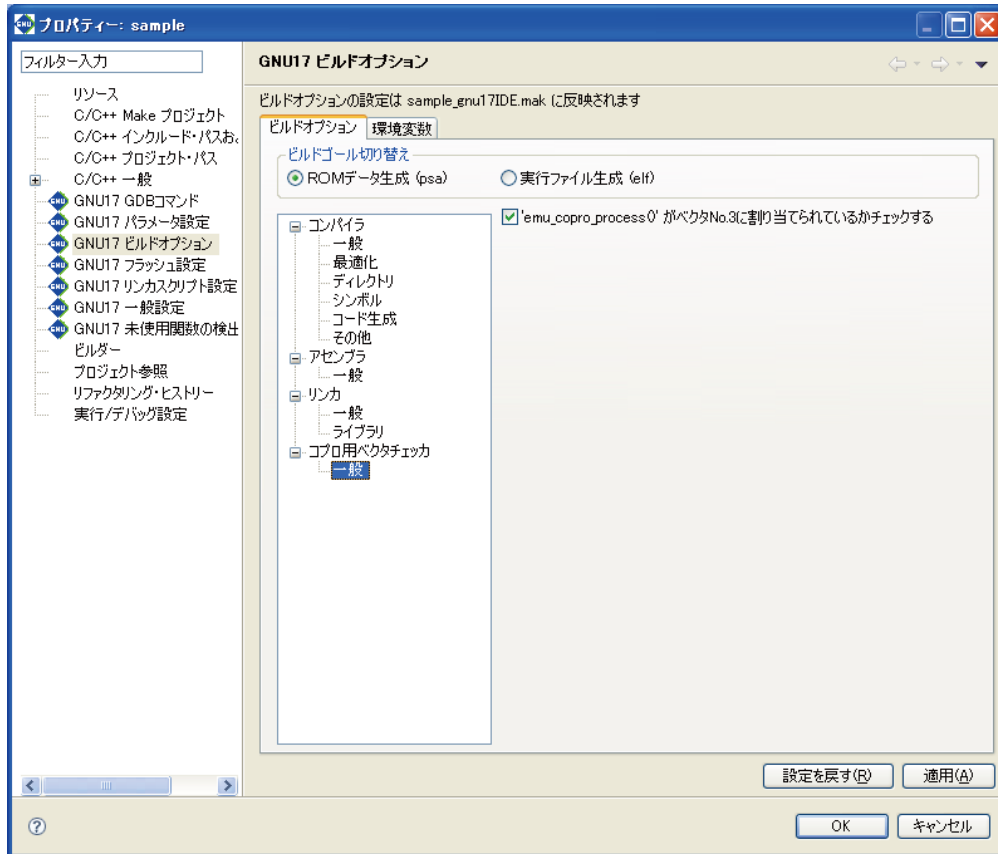 プロパティー: sample
フィルター入力
リソース
C/C++ Make プロジェクト
C/C++ インクルード・パスお
C/C++ プロジェクト・パス
C/C++ 一般
GNU17 GDBコマンド
GNU17 パラメータ設定
GNU17 ビルドオプション
GNU17 フラッシュ設定
GNU17 リンカスクリプト設定
GNU17 一般設定
GNU17 未使用関数の検出
ビルダー
プロジェクト参照
リファクタリング・ヒストリー
実行/デバッグ設定
GNU17 ビルドオプション
ビルドオプションの設定は sample_gnu17IDE.mak に反映されます
ビルドオプション 環境変数
ビルドゴール切り替え
ROMデータ生成 (psa) 実行ファイル生成 (elf)
コンパイラ
一般
最適化
ディレクトリ
シンボル
コード生成
その他
アセンブラ
一般
リンカ
一般
ライブラリ
コプロ用ベクタチェッカ
一般
'emu_copro_process()' がベクタNo.3に割り当てられているかチェックする
設定を戻す(R) 適用(A)
OK キャンセル